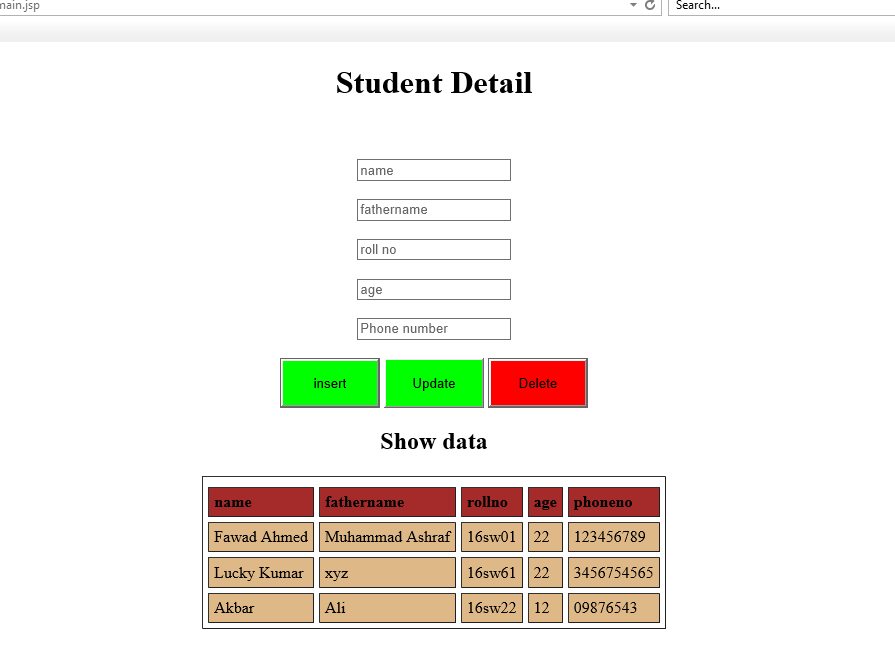 main.jsp
Search...
Student Detail
name
fathername
roll no
age
Phone number
insert Update Delete
Show data
name fathername rollno age phoneno
Fawad Ahmed Muhammad Ashraf 16sw01 22 123456789
Lucky Kumar xyz 16sw61 22 3456754565
Akbar Ali 16sw22 12 09876543